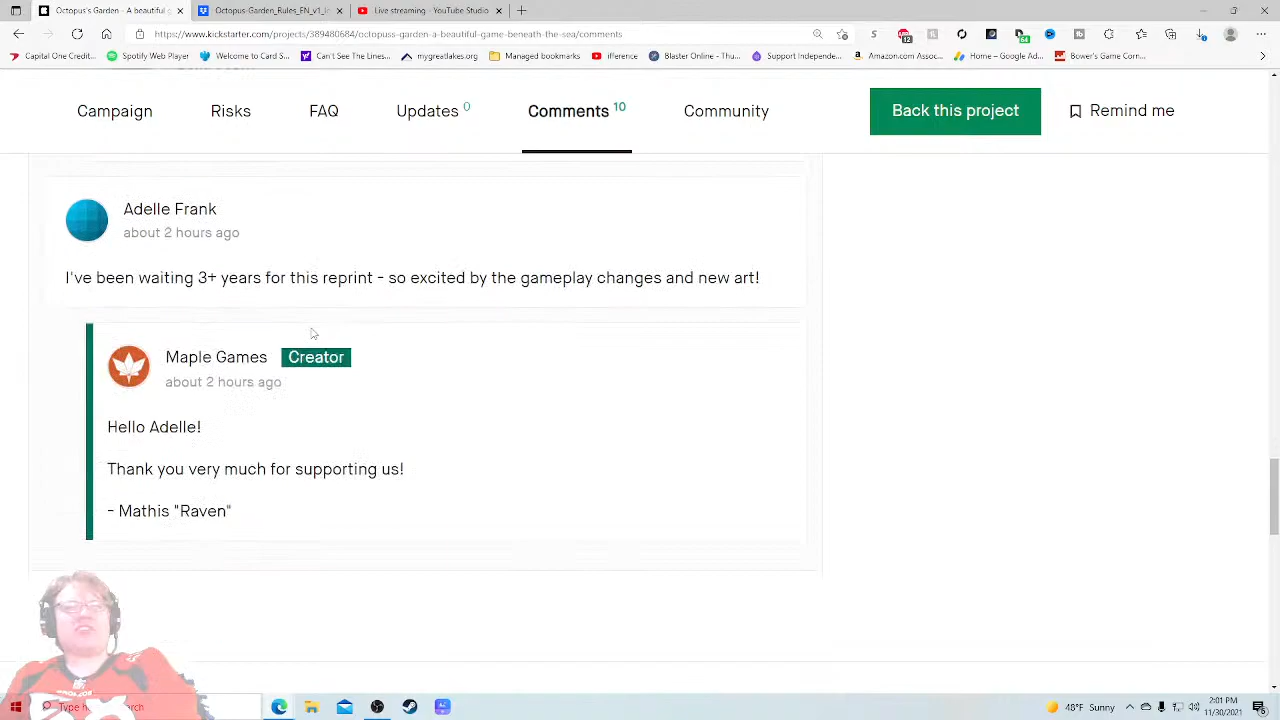 Octopus's Garden - A beautiful g
Octopus-Garden_Rules_EN_v1_lo
Live streaming - YouTube Studio
https://www.kickstarter.com/projects/389480684/octopuss-garden-a-beautiful-game-beneath-the-sea/comments
Capital One Credit...
Spotify Web Player
Welcome Card S...
Can See The Lines...
mygreatlakes.org
Managed bookmarks
ifference
Blaster Online - Thu...
Support Independe...
Amazon.com Assoc...
Home – Google Ad...
Bower's Game Corn...
Campaign
Risks
FAQ
Updates 0
Comments 10
Community
Back this project
Remind me
Adelle Frank
about 2 hours ago
I've been waiting 3+ years for this reprint - so excited by the gameplay changes and new art!
Maple Games Creator
about 2 hours ago
Hello Adelle!
Thank you very much for supporting us!
- Mathis "Raven"
48°F Sunny
2:01 PM
11/30/2021